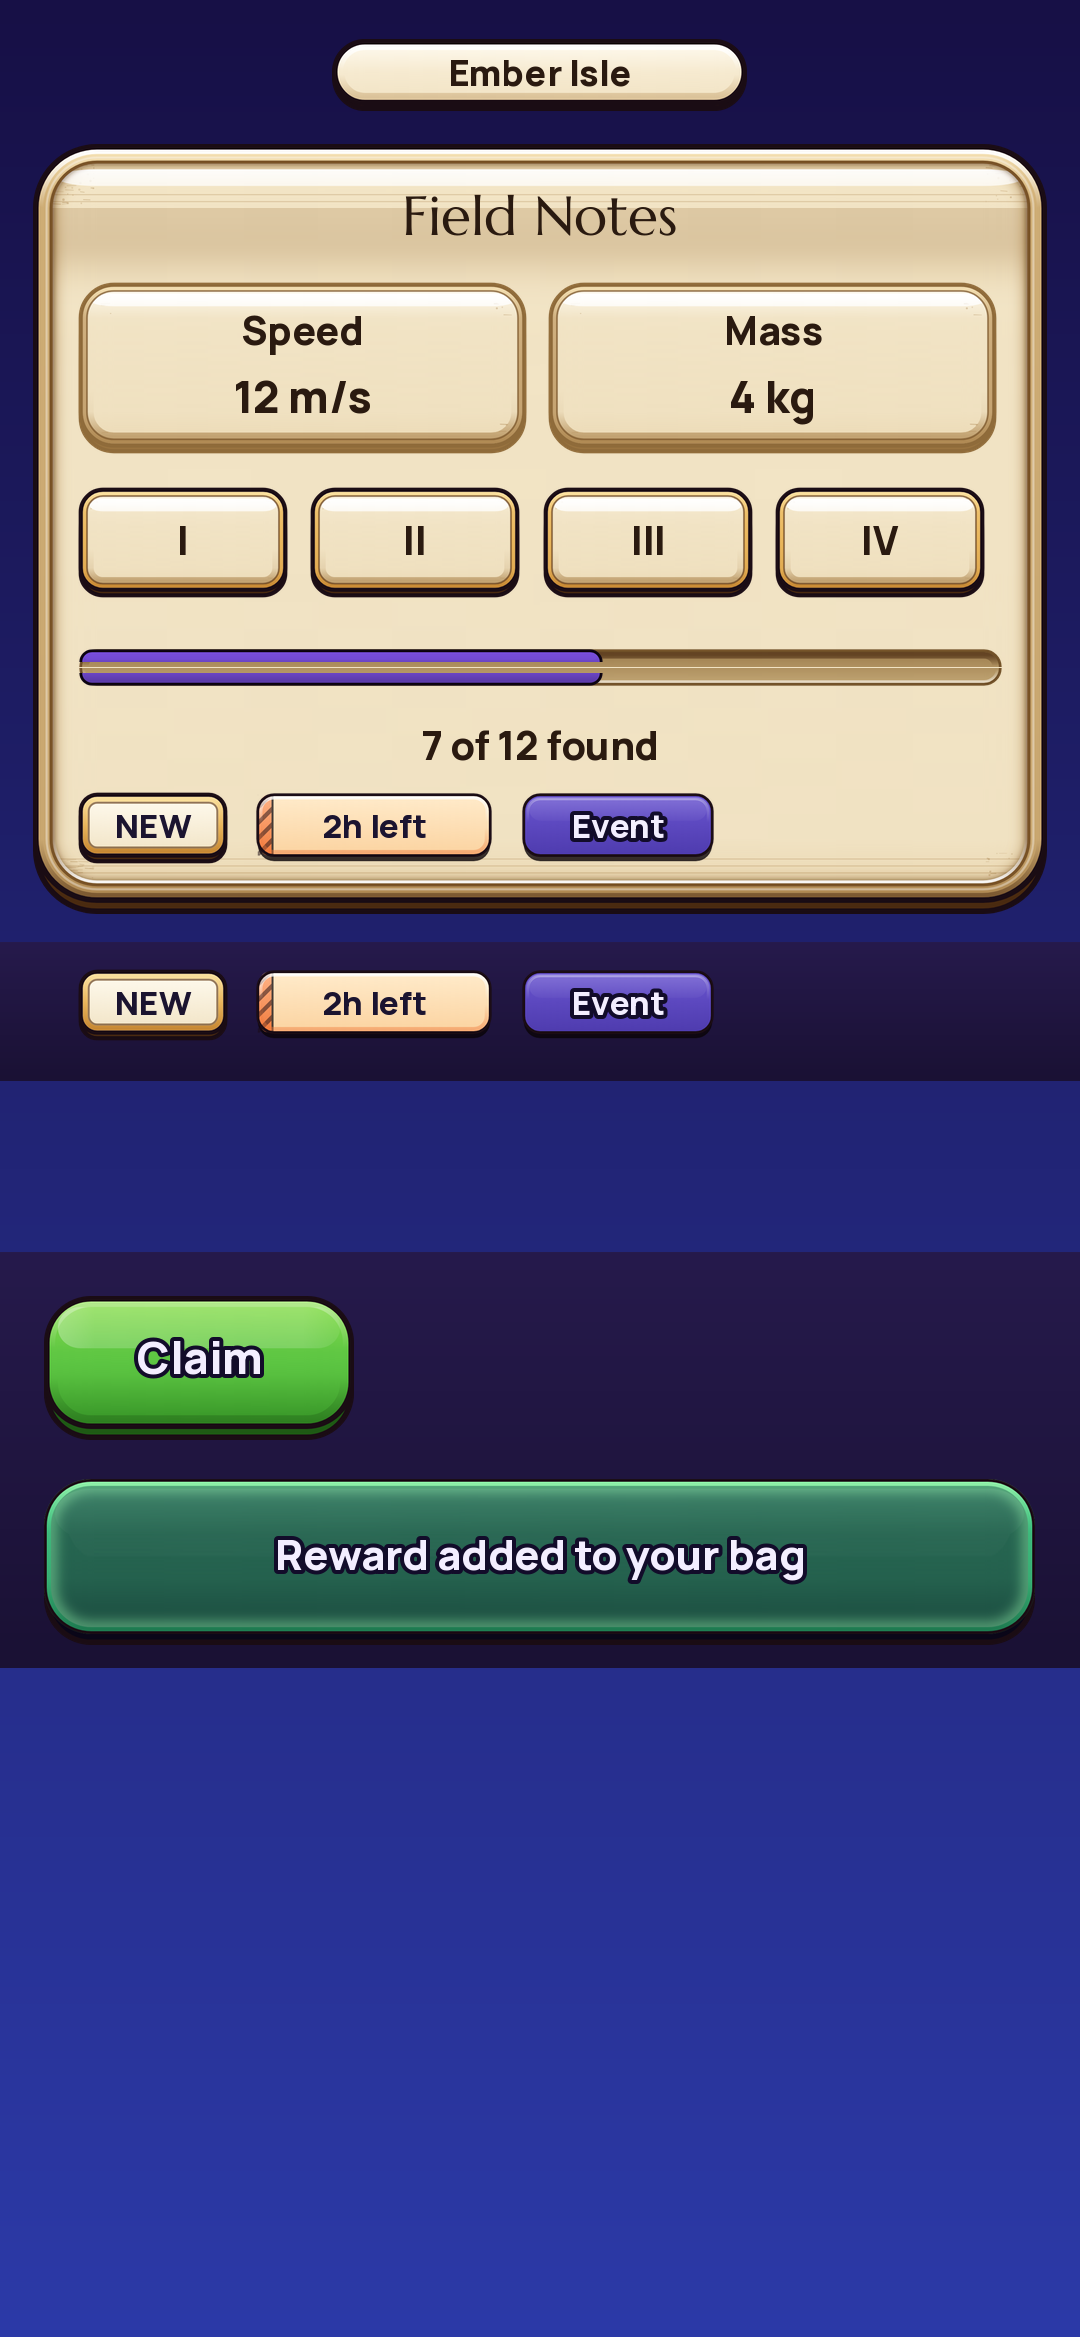 Ember Isle
Field Notes
Speed
12 m/s
Mass
4 kg
I
II
III
IV
7 of 12 found
NEW
2h left
Event
NEW
2h left
Event
Claim
Reward added to your bag